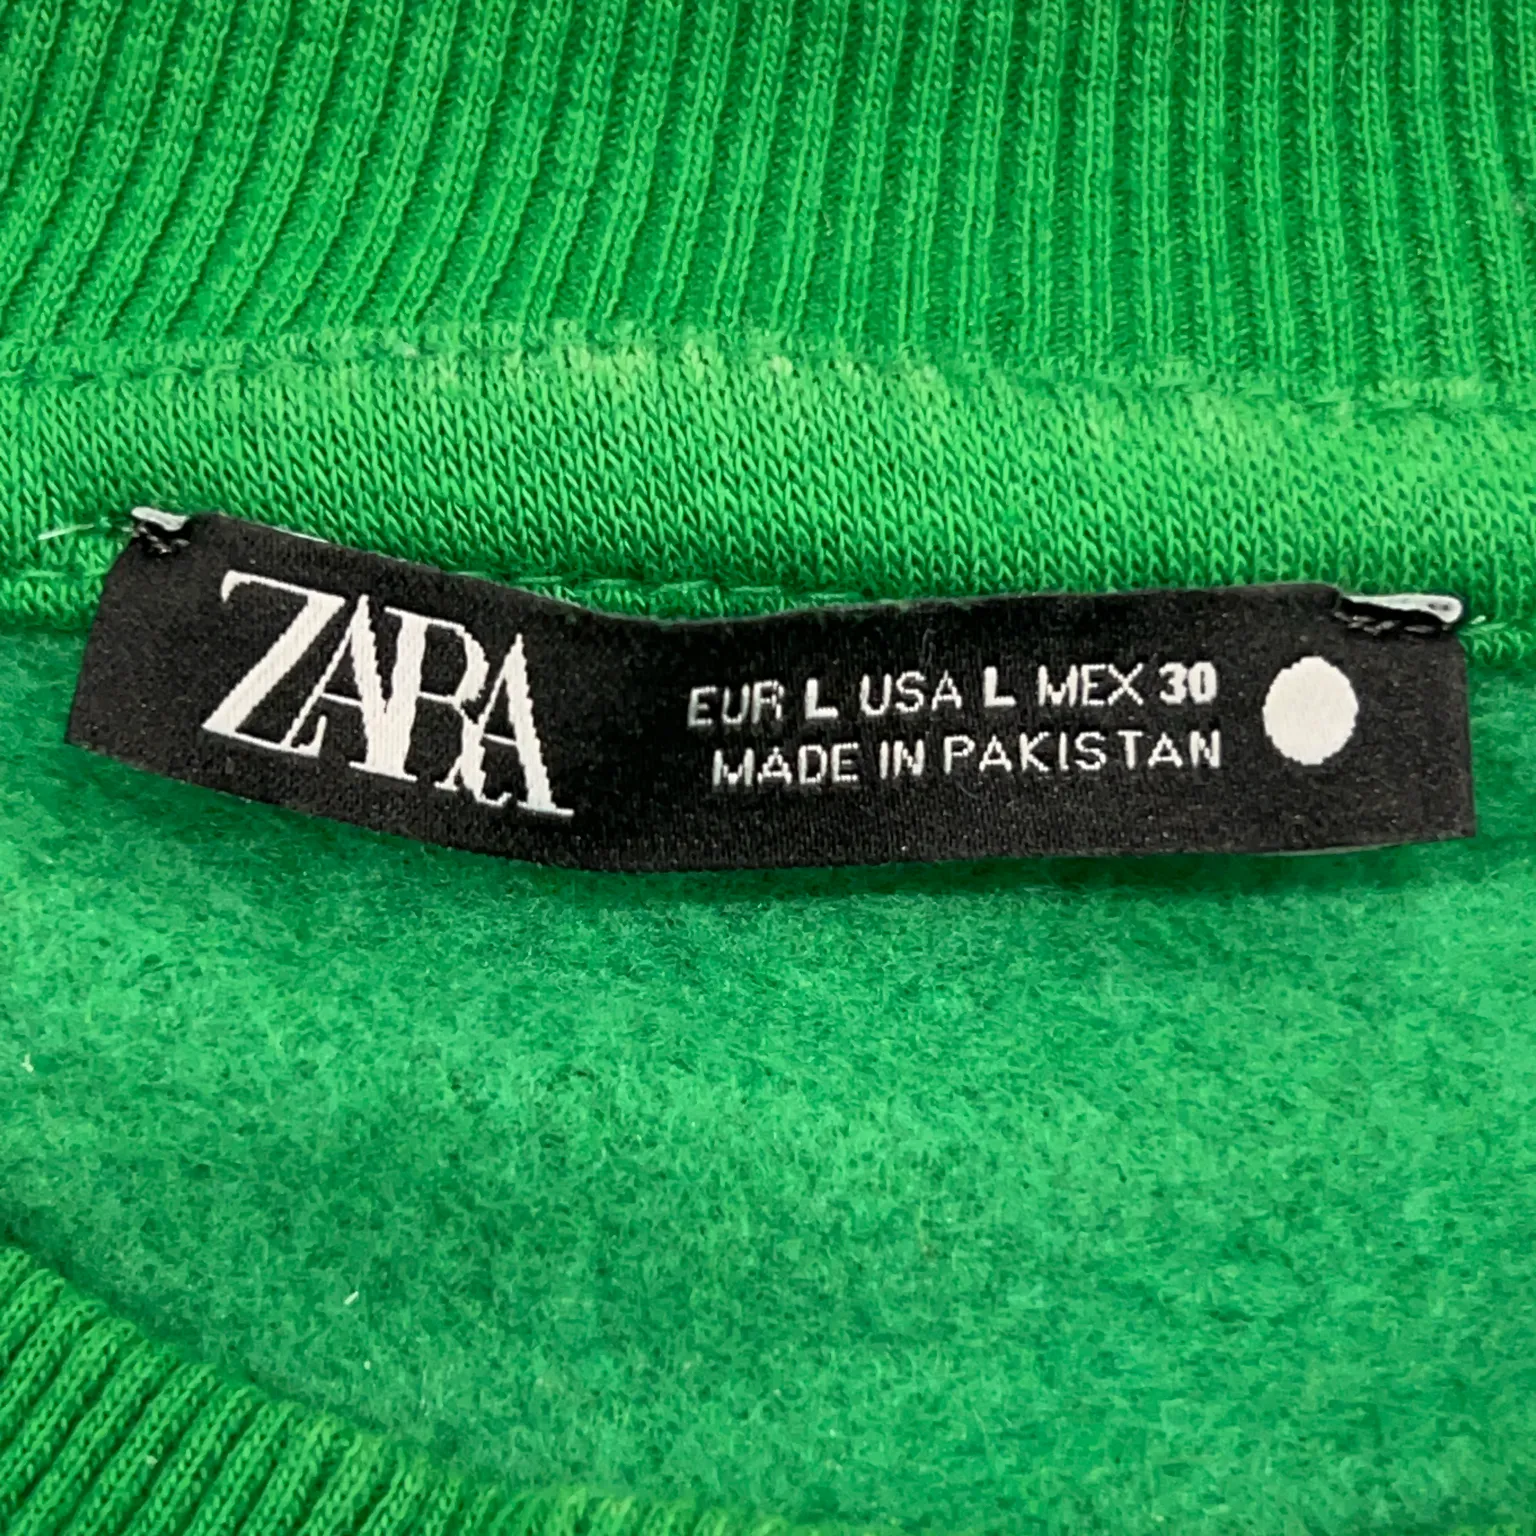 ZARA
EUR L USA L MEX 30
MADE IN PAKISTAN